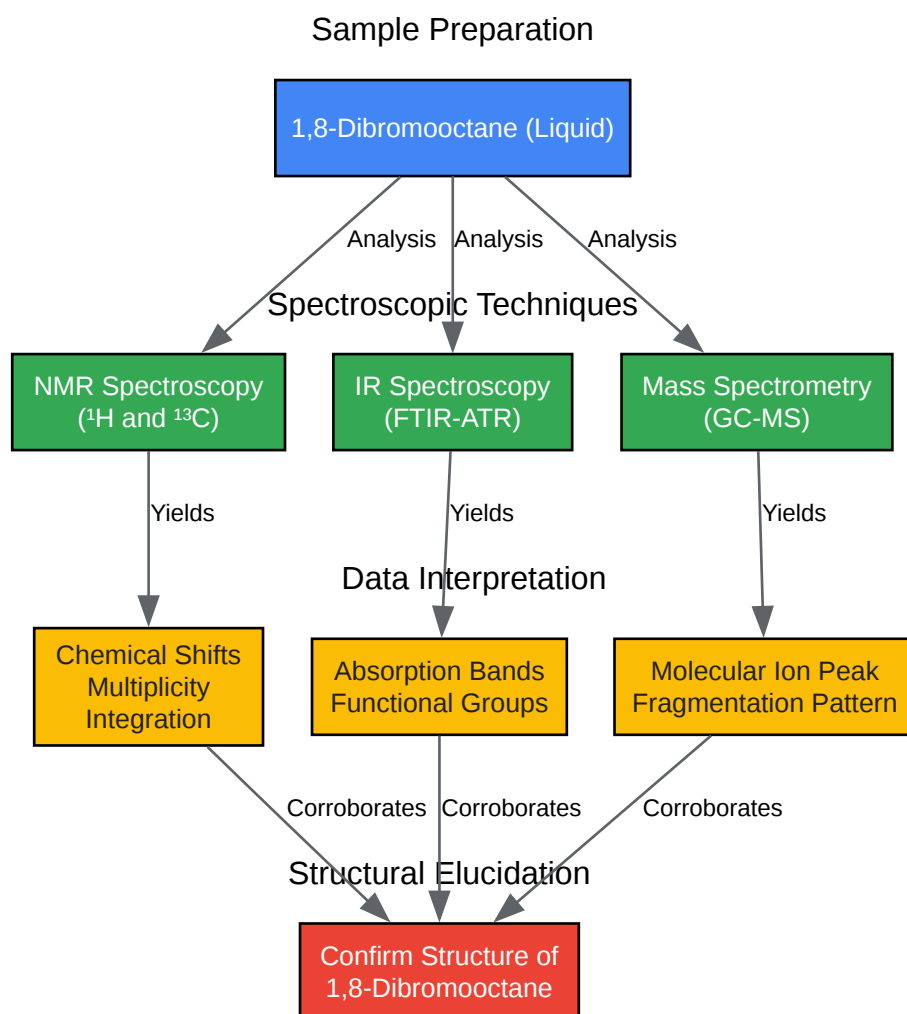 Sample Preparation
1,8-Dibromooctane (Liquid)
Analysis
Analysis
Analysis
Spectroscopic Techniques
NMR Spectroscopy
(¹H and ¹³C)
IR Spectroscopy
(FTIR-ATR)
Mass Spectrometry
(GC-MS)
Yields
Yields
Yields
Data Interpretation
Chemical Shifts
Multiplicity
Integration
Absorption Bands
Functional Groups
Molecular Ion Peak
Fragmentation Pattern
Corroborates
Corroborates
Corroborates
Structural Elucidation
Confirm Structure of
1,8-Dibromooctane